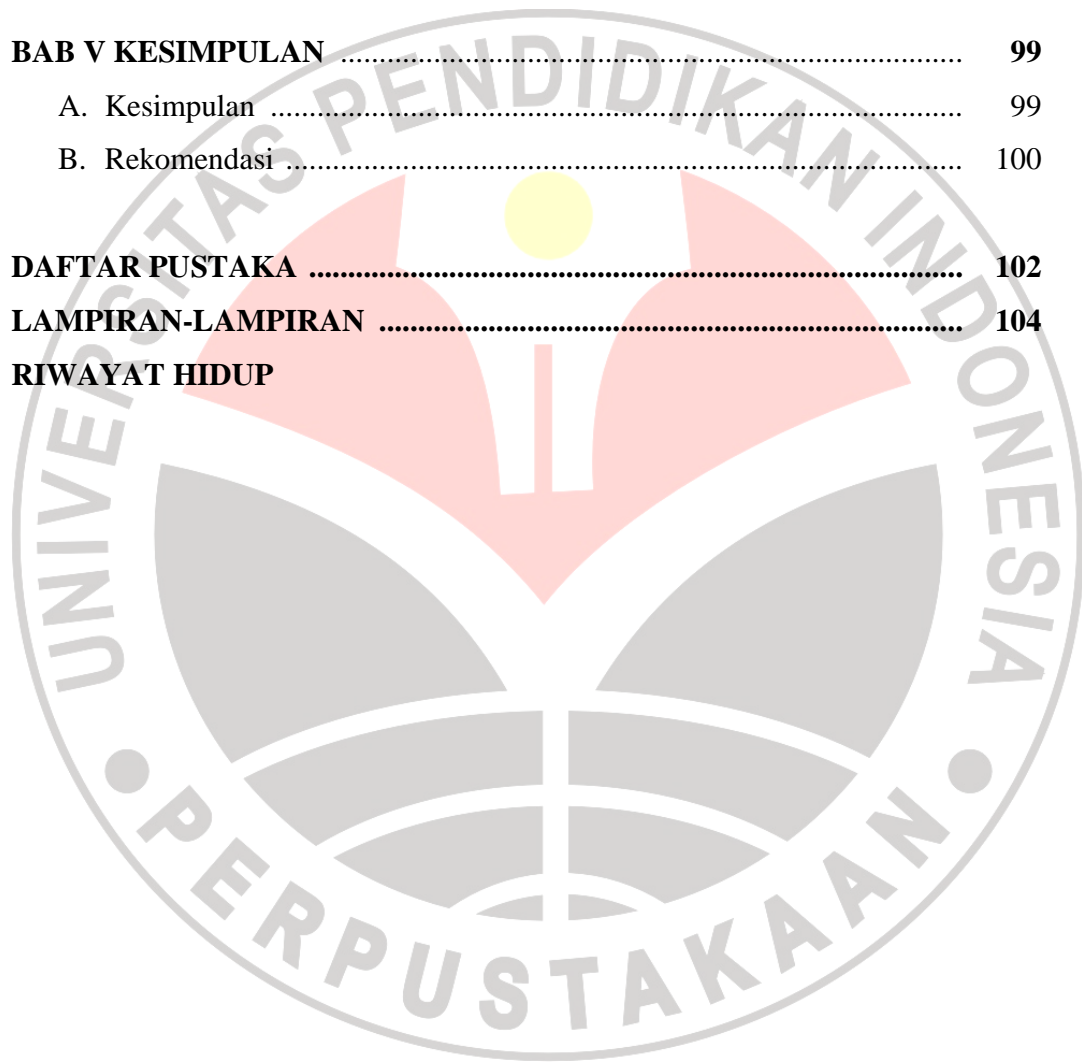 BAB V KESIMPULAN ................................................................................ 99
A. Kesimpulan ........................................................................................ 99
B. Rekomendasi ...................................................................................... 100
DAFTAR PUSTAKA ................................................................................ 102
LAMPIRAN-LAMPIRAN ........................................................................ 104
RIWAYAT HIDUP
UNIVERSITAS PENDIDIKAN INDONESIA
PERPUSTAKAAN